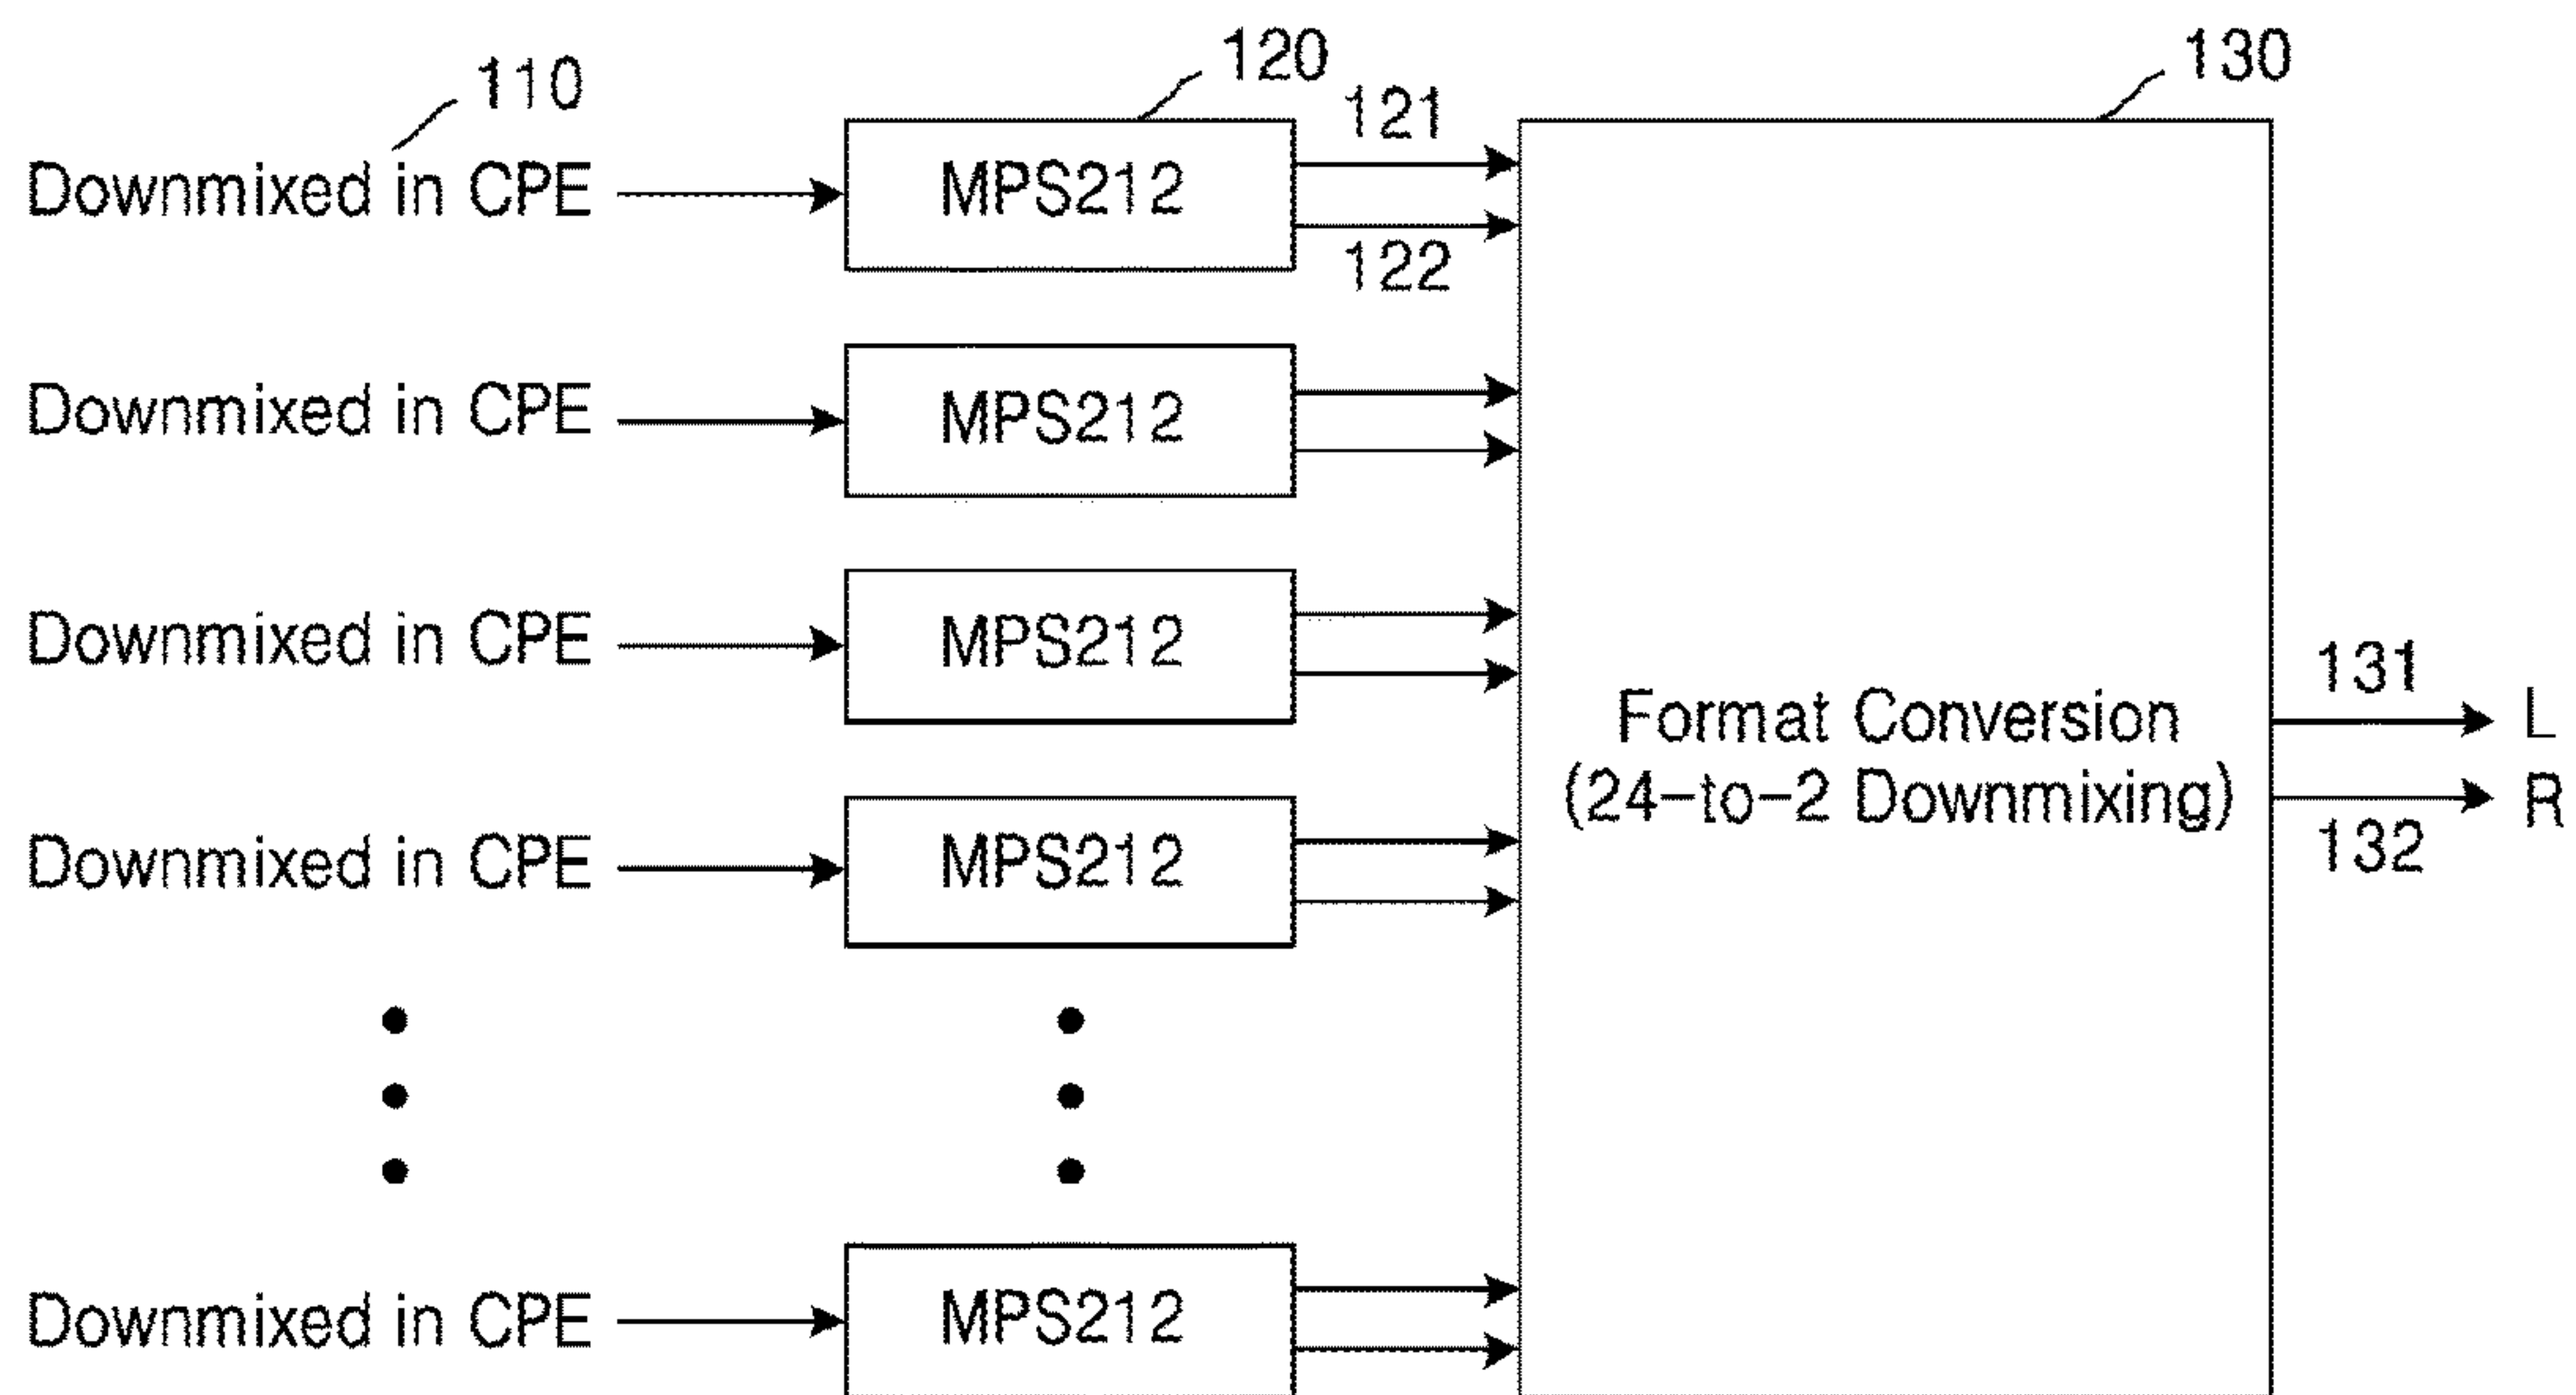 110
120
121
130
Downmixed in CPE
MPS212
122
Downmixed in CPE
MPS212
Downmixed in CPE
MPS212
131
Format Conversion
(24-to-2 Downmixing)
L
R
132
Downmixed in CPE
MPS212
Downmixed in CPE
MPS212